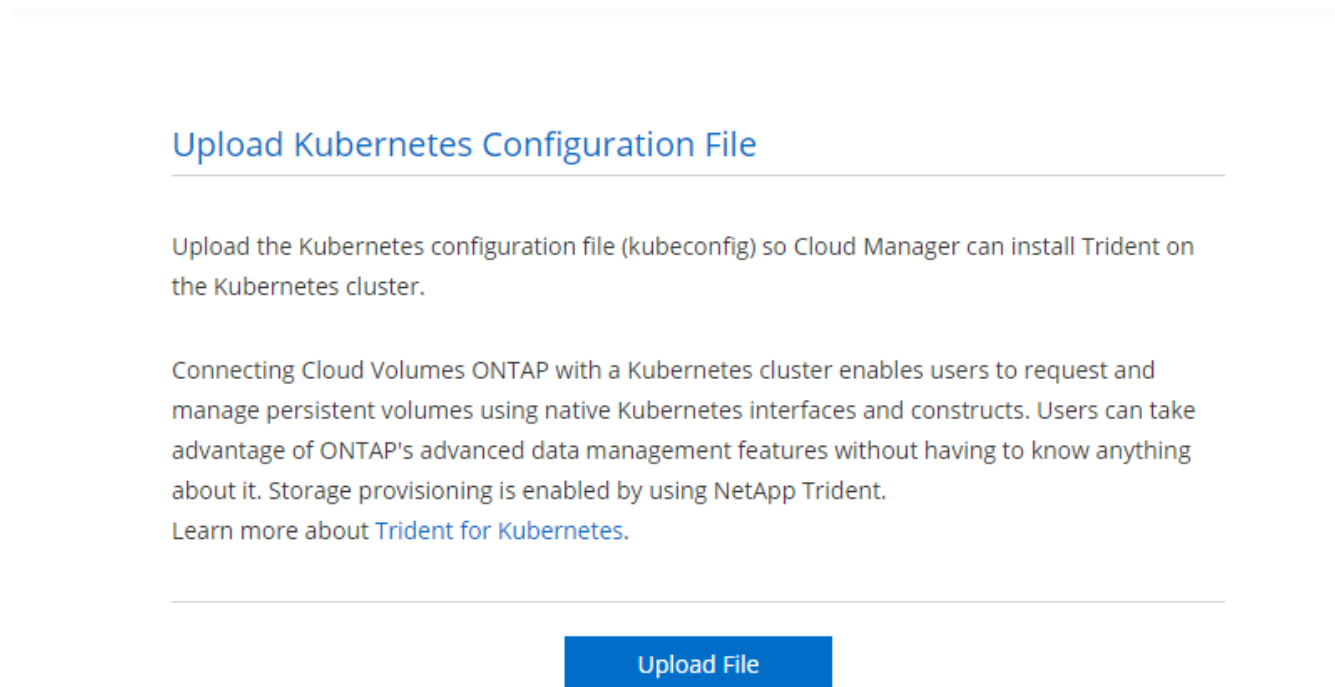 Upload Kubernetes Configuration File
Upload the Kubernetes configuration file (kubeconfig) so Cloud Manager can install Trident on
the Kubernetes cluster.
Connecting Cloud Volumes ONTAP with a Kubernetes cluster enables users to request and
manage persistent volumes using native Kubernetes interfaces and constructs. Users can take
advantage of ONTAP's advanced data management features without having to know anything
about it. Storage provisioning is enabled by using NetApp Trident.
Learn more about Trident for Kubernetes.
Upload File